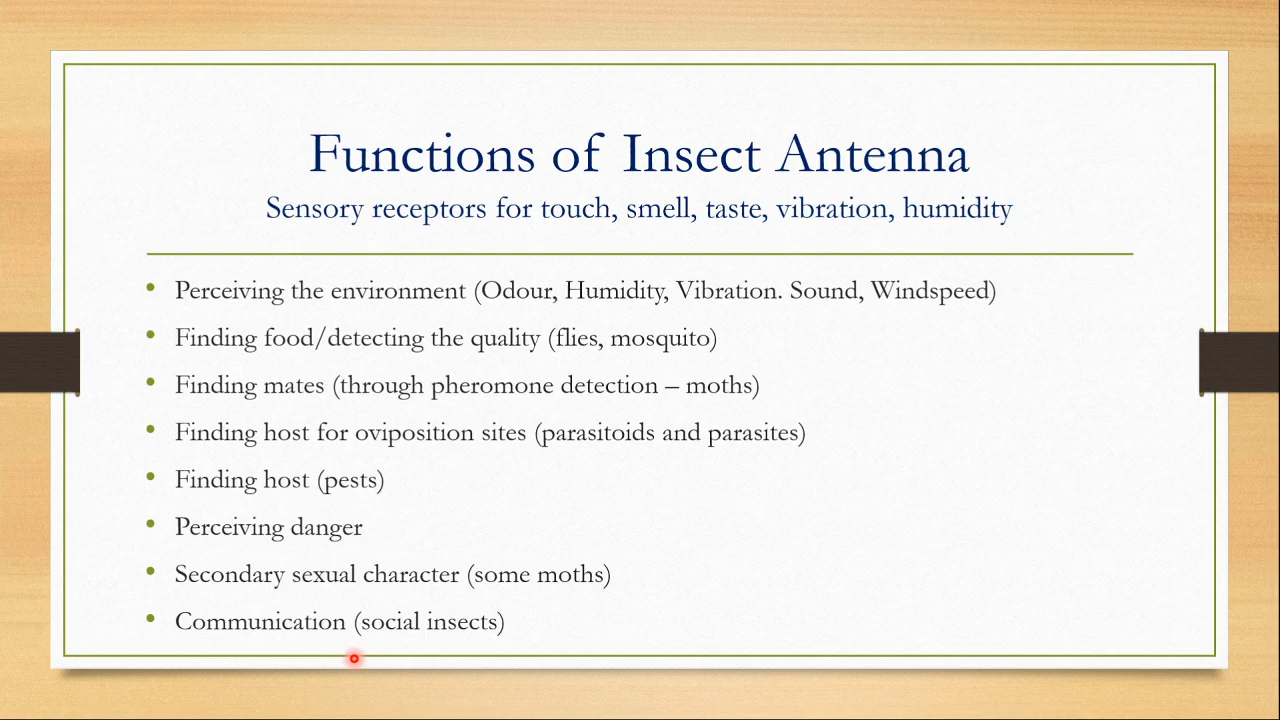 Functions of Insect Antenna
Sensory receptors for touch, smell, taste, vibration, humidity
• Perceiving the environment (Odour, Humidity, Vibration. Sound, Windspeed)
• Finding food/detecting the quality (flies, mosquito)
• Finding mates (through pheromone detection – moths)
• Finding host for oviposition sites (parasitoids and parasites)
• Finding host (pests)
• Perceiving danger
• Secondary sexual character (some moths)
• Communication (social insects)